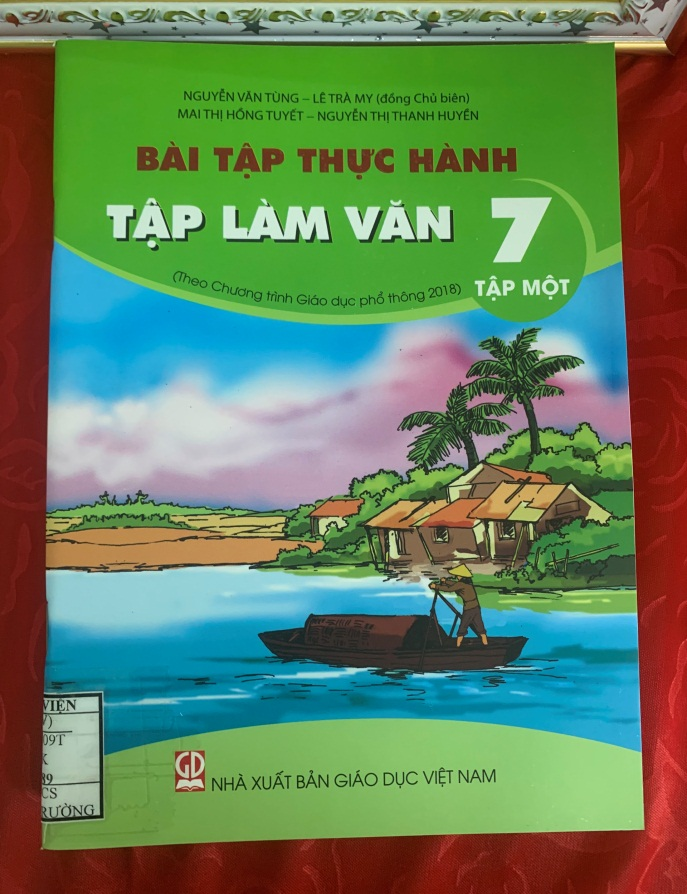 NGUYỄN VĂN TÙNG – LÊ TRÀ MY (đồng Chủ biên)
MAI THỊ HỒNG TUYẾT – NGUYỄN THỊ THANH HUYỀN
BÀI TẬP THỰC HÀNH
TẬP LÀM VĂN 7
(Theo Chương trình Giáo dục phổ thông 2018) TẬP MỘT
VIỆN
09T
89
CS
RƯỜNG
GD
NHÀ XUẤT BẢN GIÁO DỤC VIỆT NAM